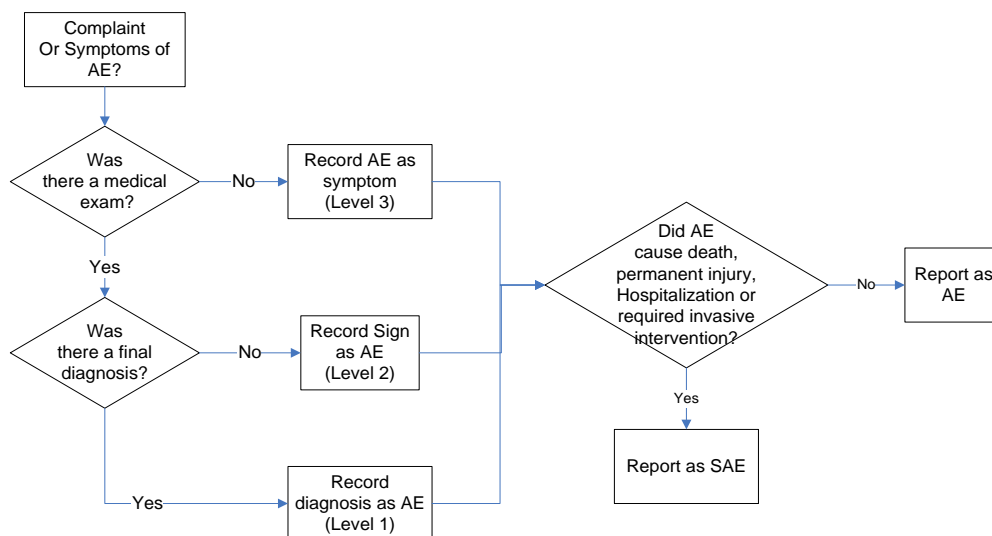 Complaint
Or Symptoms of
AE?
Was
there a medical
exam?
No
Record AE as
symptom
(Level 3)
Yes
Was
there a final
diagnosis?
No
Record Sign
as AE
(Level 2)
Yes
Record
diagnosis as AE
(Level 1)
Did AE
cause death,
permanent injury,
Hospitalization or
required invasive
intervention?
No
Report as
AE
Yes
Report as SAE